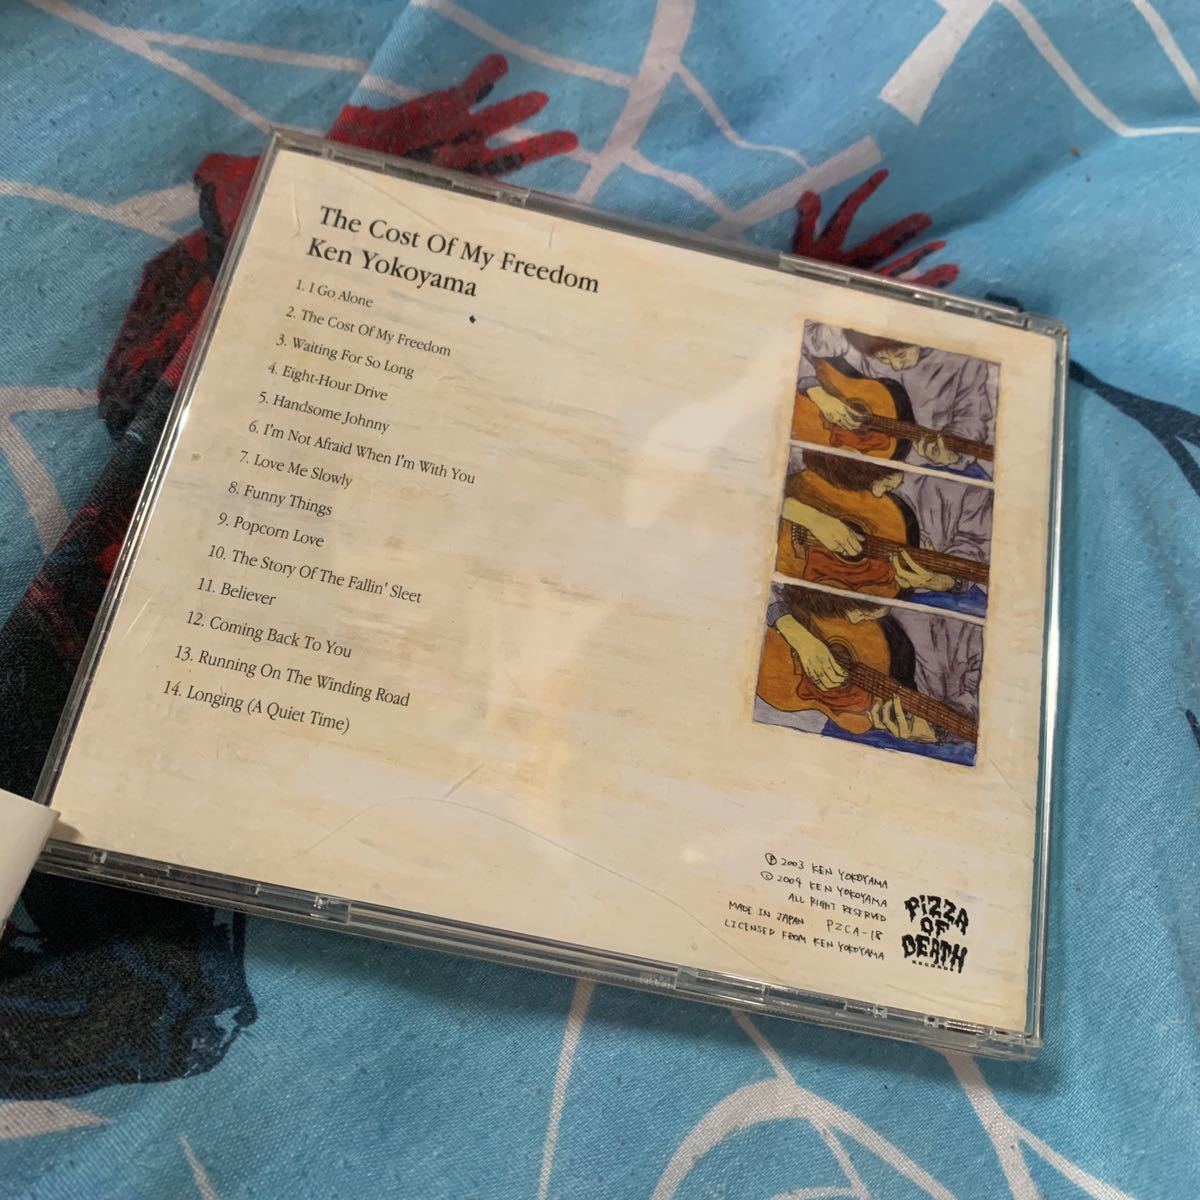 The Cost Of My Freedom
Ken Yokoyama
1. I Go Alone
2. The Cost Of My Freedom
3. Waiting For So Long
4. Eight-Hour Drive
5. Handsome Johnny
6. I'm Not Afraid When I'm With You
7. Love Me Slowly
8. Funny Things
9. Popcorn Love
10. The Story Of The Fallin' Sleet
11. Believer
12. Coming Back To You
13. Running On The Winding Road
14. Longing (A Quiet Time)
Ⓟ 2003 KEN YOKOYAMA
© 2004 KEN YOKOYAMA
ALL RIGHT RESERVED
MADE IN JAPAN PZCA-18
LICENSED FROM KEN YOKOYAMA
PIZZA
OF
DEATH
RECORDS